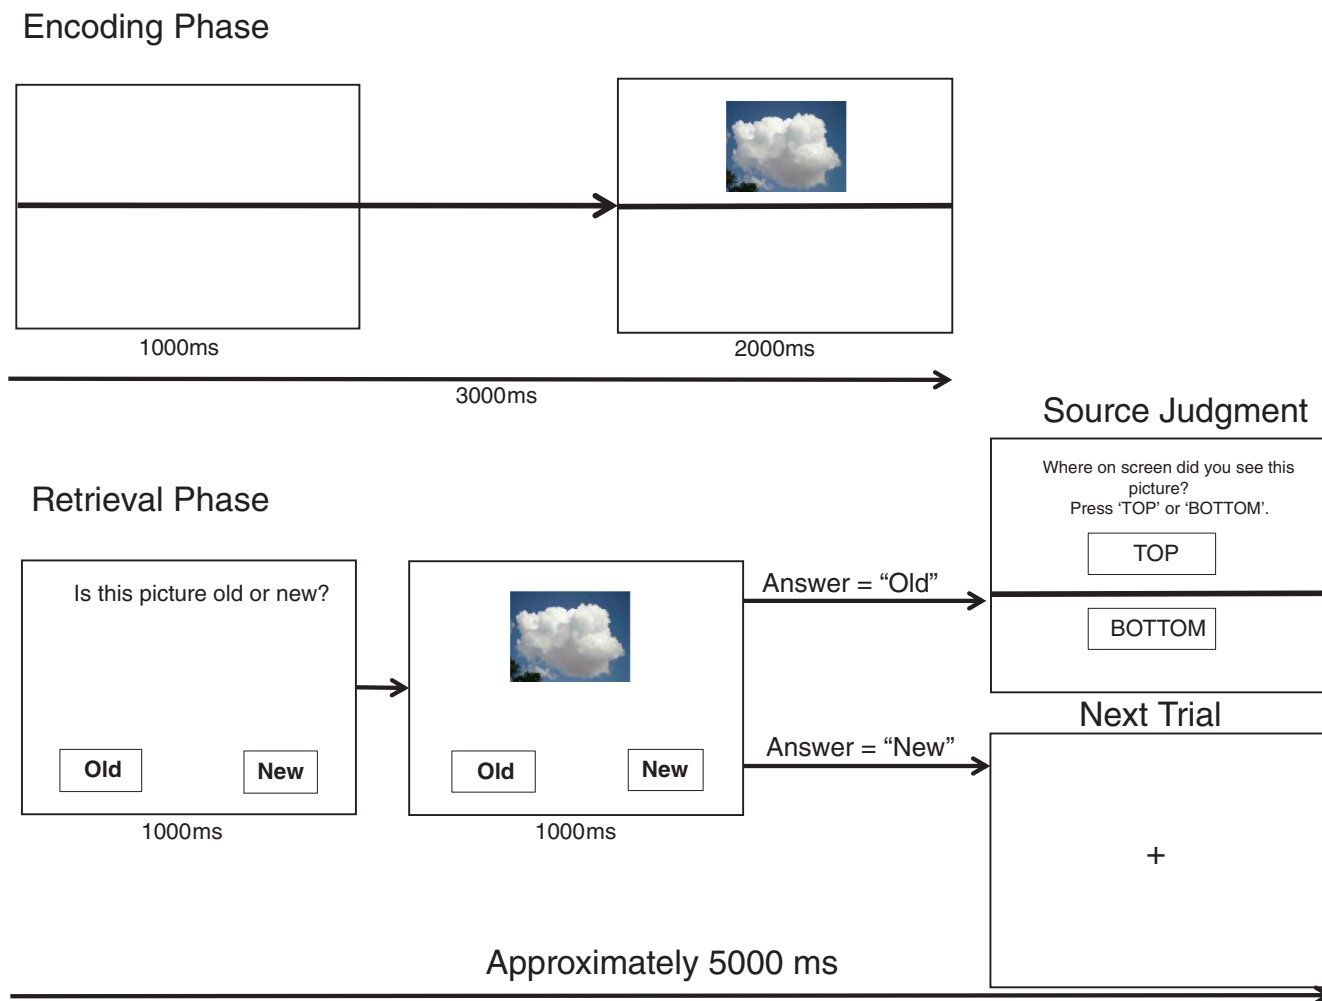 Encoding Phase
1000ms
2000ms
3000ms
Retrieval Phase
Is this picture old or new?
Old
New
1000ms
Old
New
1000ms
Answer = “Old”
Answer = “New”
Source Judgment
Where on screen did you see this
picture?
Press ‘TOP’ or ‘BOTTOM’.
TOP
BOTTOM
Next Trial
+
Approximately 5000 ms